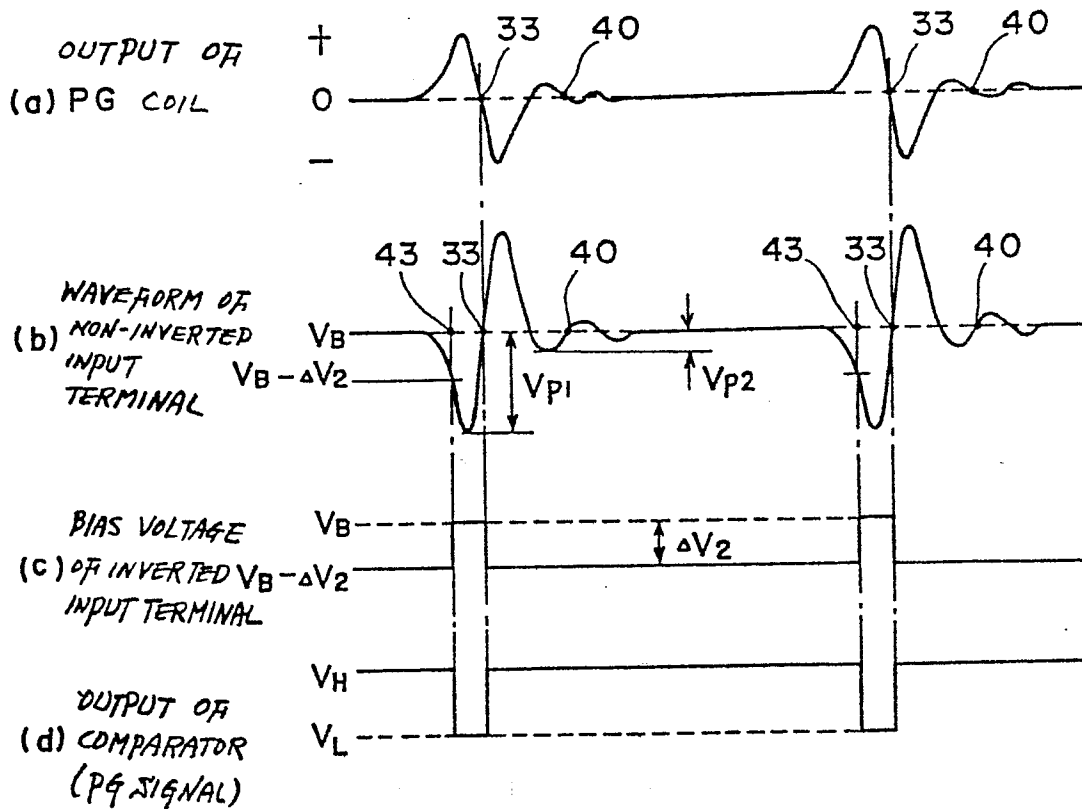 OUTPUT OF
(a) PG COIL
+
0
−
33
40
33
40
WAVEFORM OF
(b) NON-INVERTED
INPUT
TERMINAL
43
33
40
43
33
40
VB
VB−ΔV2
VP1
VP2
BIAS VOLTAGE
(c) OF INVERTED
INPUT TERMINAL
VB
VB−ΔV2
ΔV2
OUTPUT OF
(d) COMPARATOR
(PG SIGNAL)
VH
VL